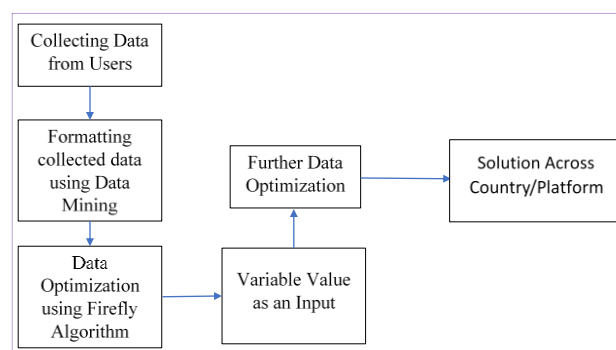 Collecting Data
from Users
Formatting
collected data
using Data
Mining
Data
Optimization
using Firefly
Algorithm
Variable Value
as an Input
Further Data
Optimization
Solution Across
Country/Platform